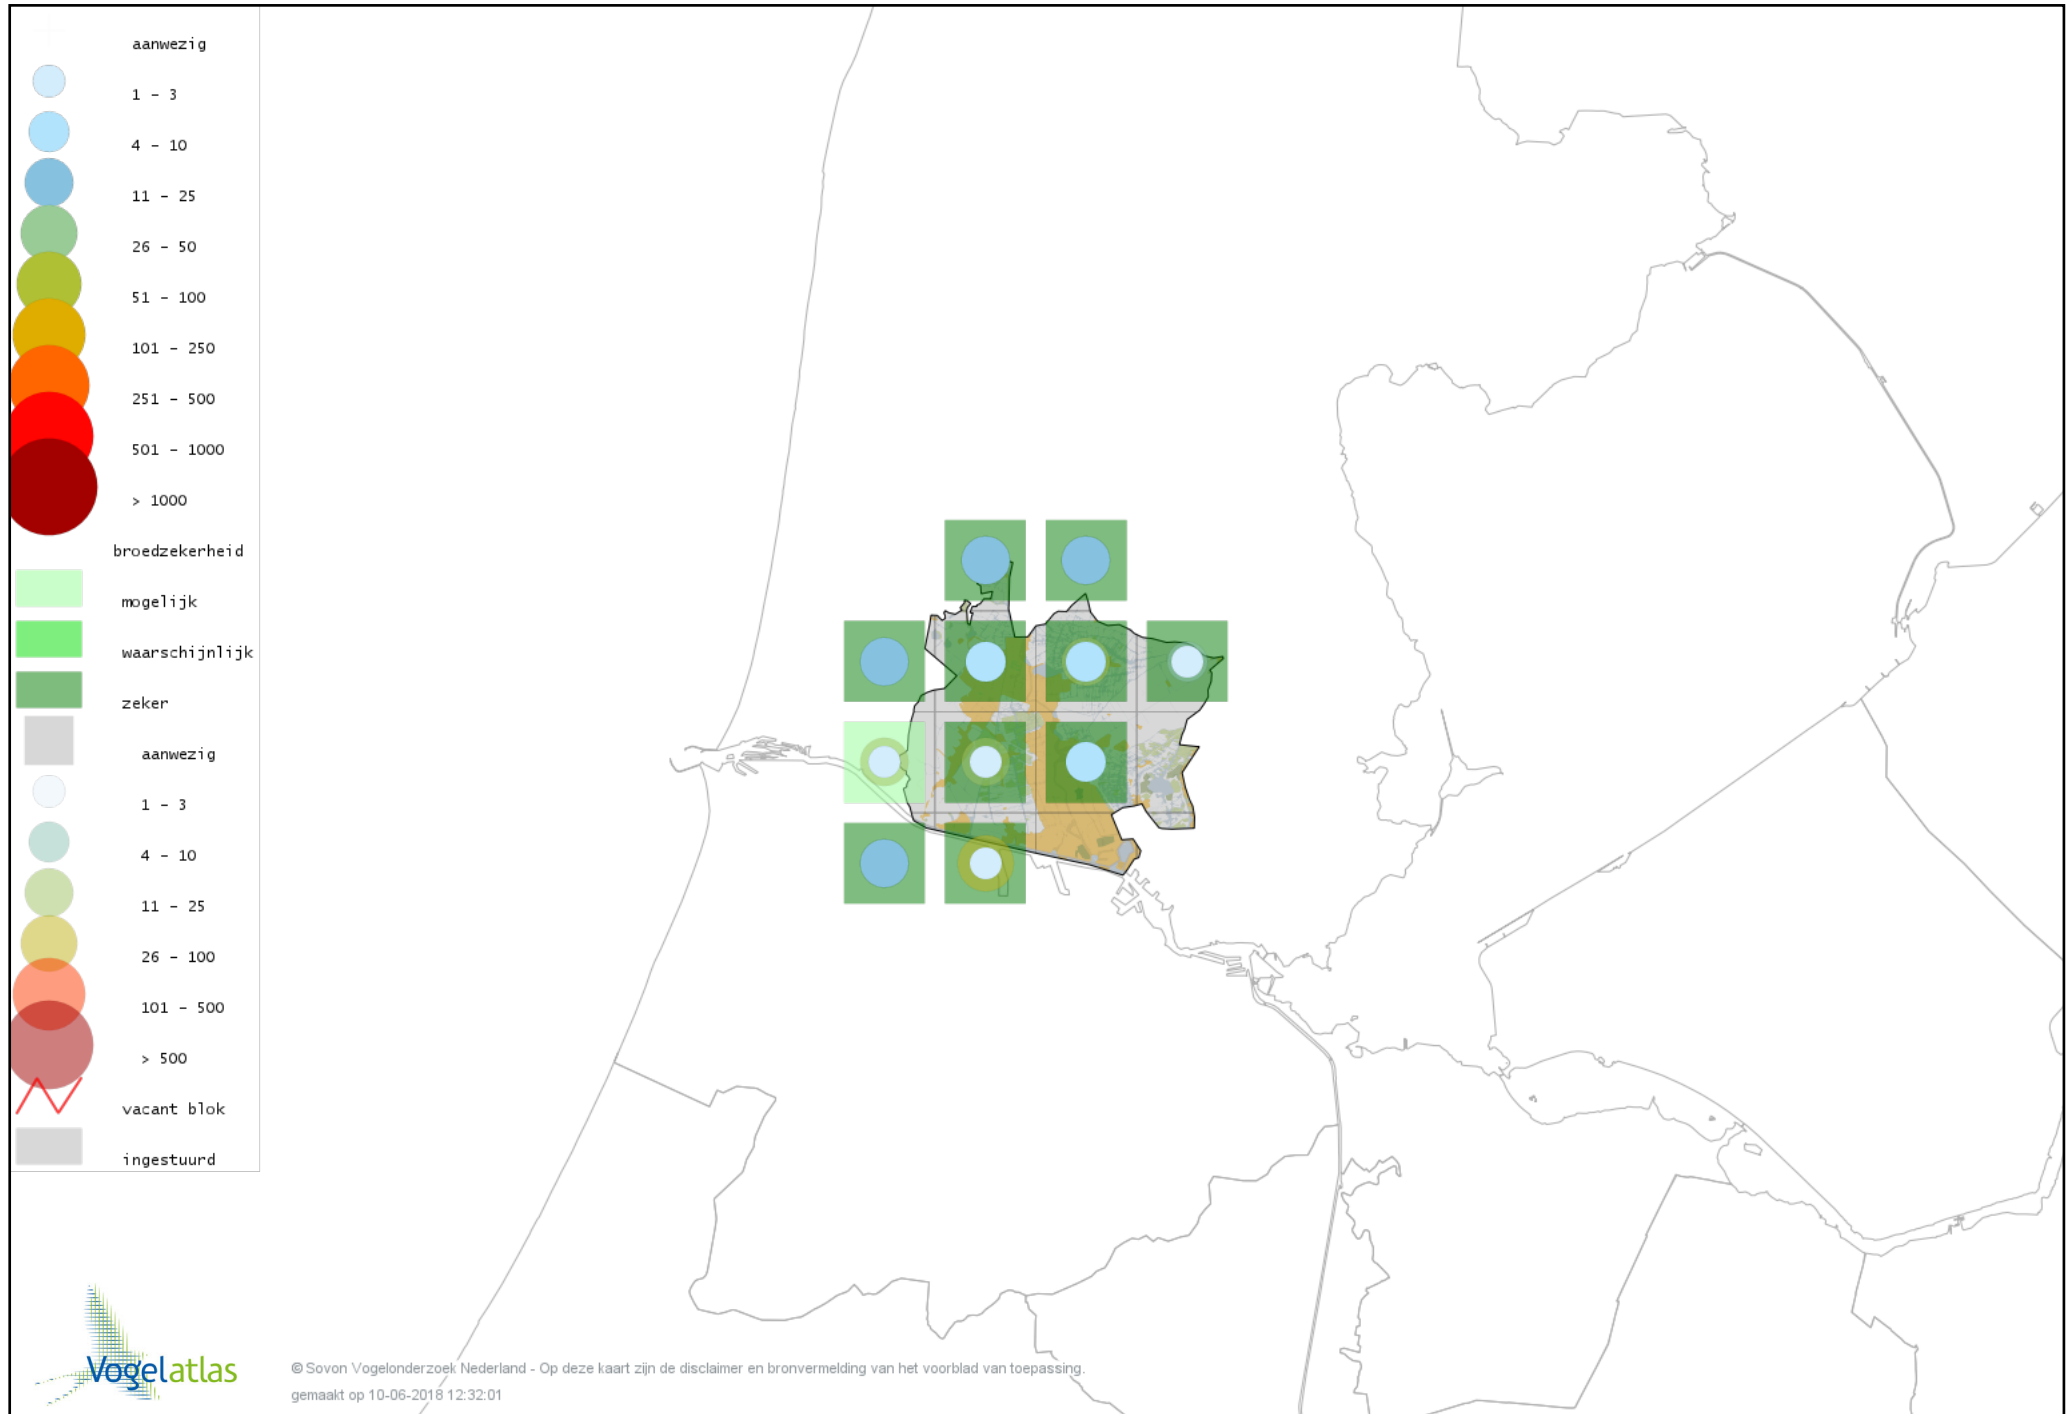 aanwezig
1 - 3
4 - 10
11 - 25
26 - 50
51 - 100
101 - 250
251 - 500
501 - 1000
> 1000
broedzekerheid
mogelijk
waarschijnlijk
zeker
aanwezig
1 - 3
4 - 10
11 - 25
26 - 100
101 - 500
> 500
vacant blok
ingestuurd
Vogelatlas
© Sovon Vogelonderzoek Nederland - Op deze kaart zijn de disclaimer en bronvermelding van het voorblad van toepassing.
gemaakt op 10-06-2018 12:32:01